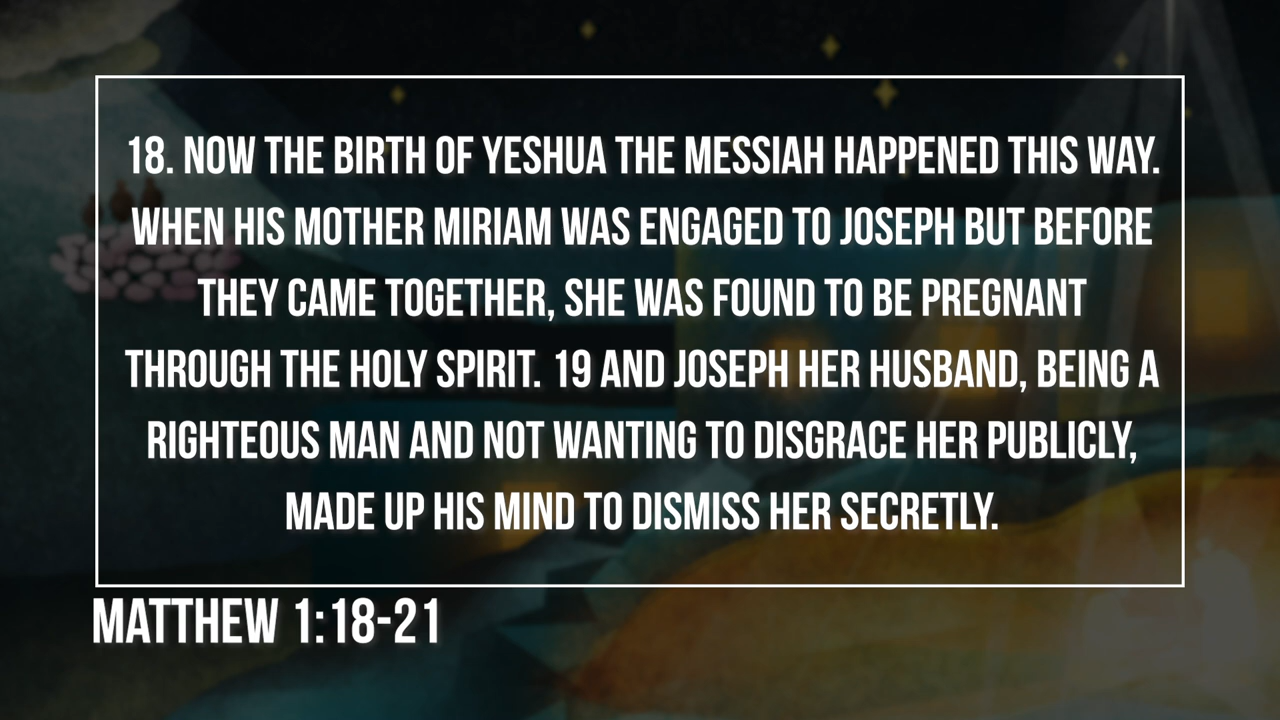 18. NOW THE BIRTH OF YESHUA THE MESSIAH HAPPENED THIS WAY.
WHEN HIS MOTHER MIRIAM WAS ENGAGED TO JOSEPH BUT BEFORE
THEY CAME TOGETHER, SHE WAS FOUND TO BE PREGNANT
THROUGH THE HOLY SPIRIT. 19 AND JOSEPH HER HUSBAND, BEING A
RIGHTEOUS MAN AND NOT WANTING TO DISGRACE HER PUBLICLY,
MADE UP HIS MIND TO DISMISS HER SECRETLY.
MATTHEW 1:18-21